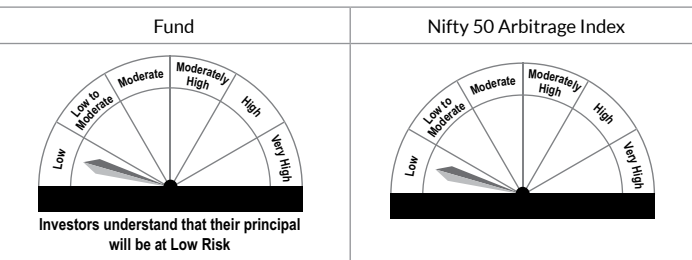 Fund
Nifty 50 Arbitrage Index
Low
Low to
Moderate
Moderate
Moderately
High
High
Very High
Investors understand that their principal
will be at Low Risk
Low
Low to
Moderate
Moderate
Moderately
High
High
Very High